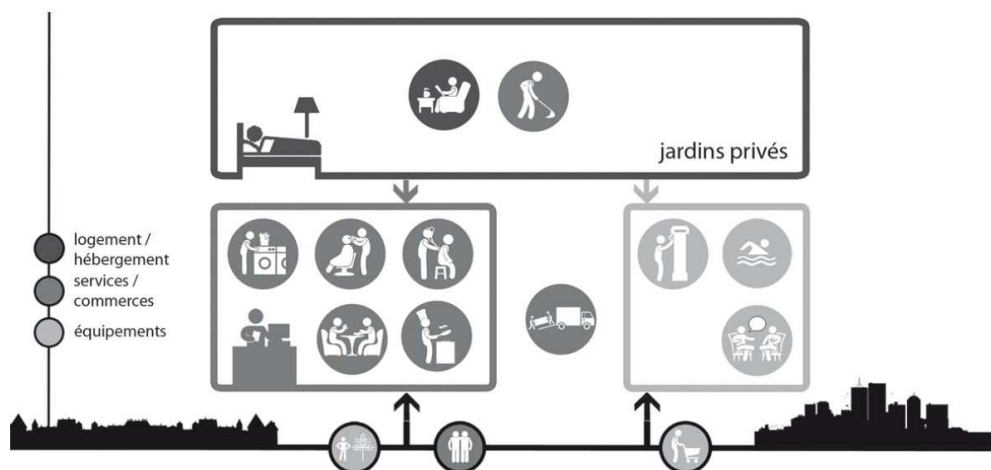 jardins privés
logement /
hébergement
services /
commerces
équipements